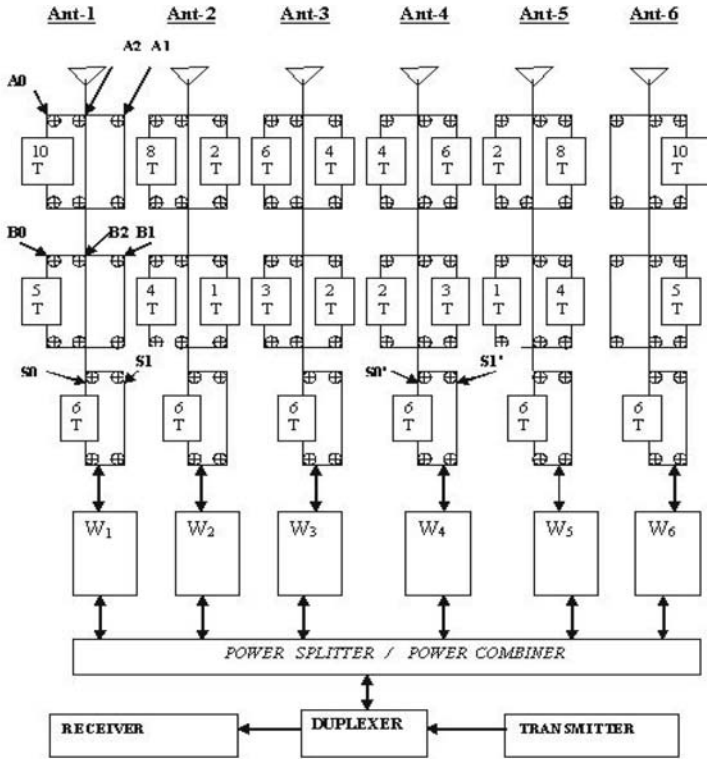 Ant-1 Ant-2 Ant-3 Ant-4 Ant-5 Ant-6
A2 A1
A0
10 8 2 6 4 4 6 2 8 10
T T T T T T T T T T
B0 B2 B1
5 4 1 3 2 2 3 1 4 5
T T T T T T T T T T
S0 S1 S0' S1'
6 6 6 6 6 6
T T T T T T
W1 W2 W3 W4 W5 W6
POWER SPLITTER / POWER COMBINER
RECEIVER DUPLEXER TRANSMITTER